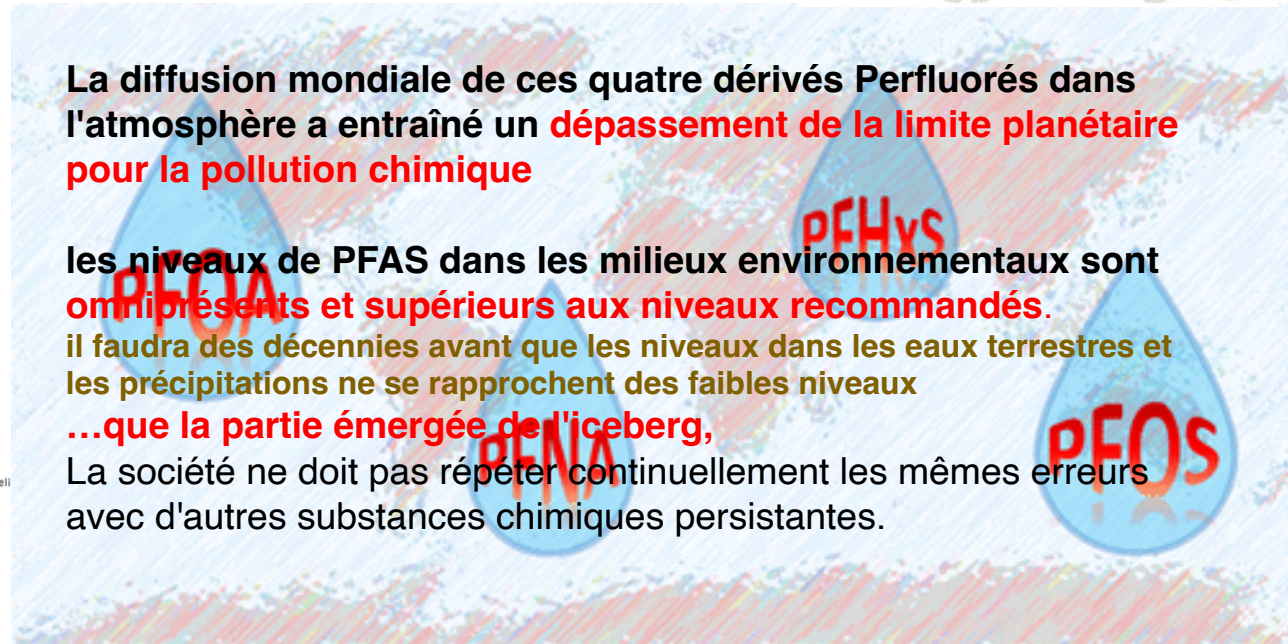 La diffusion mondiale de ces quatre dérivés Perfluorés dans
l'atmosphère a entraîné un dépassement de la limite planétaire
pour la pollution chimique
PFHxS
les niveaux de PFAS dans les milieux environnementaux sont
PFOA
omniprésents et supérieurs aux niveaux recommandés.
il faudra des décennies avant que les niveaux dans les eaux terrestres et
les précipitations ne se rapprochent des faibles niveaux
…que la partie émergée de l'iceberg,
PFNA
PFOS
La société ne doit pas répéter continuellement les mêmes erreurs
avec d'autres substances chimiques persistantes.